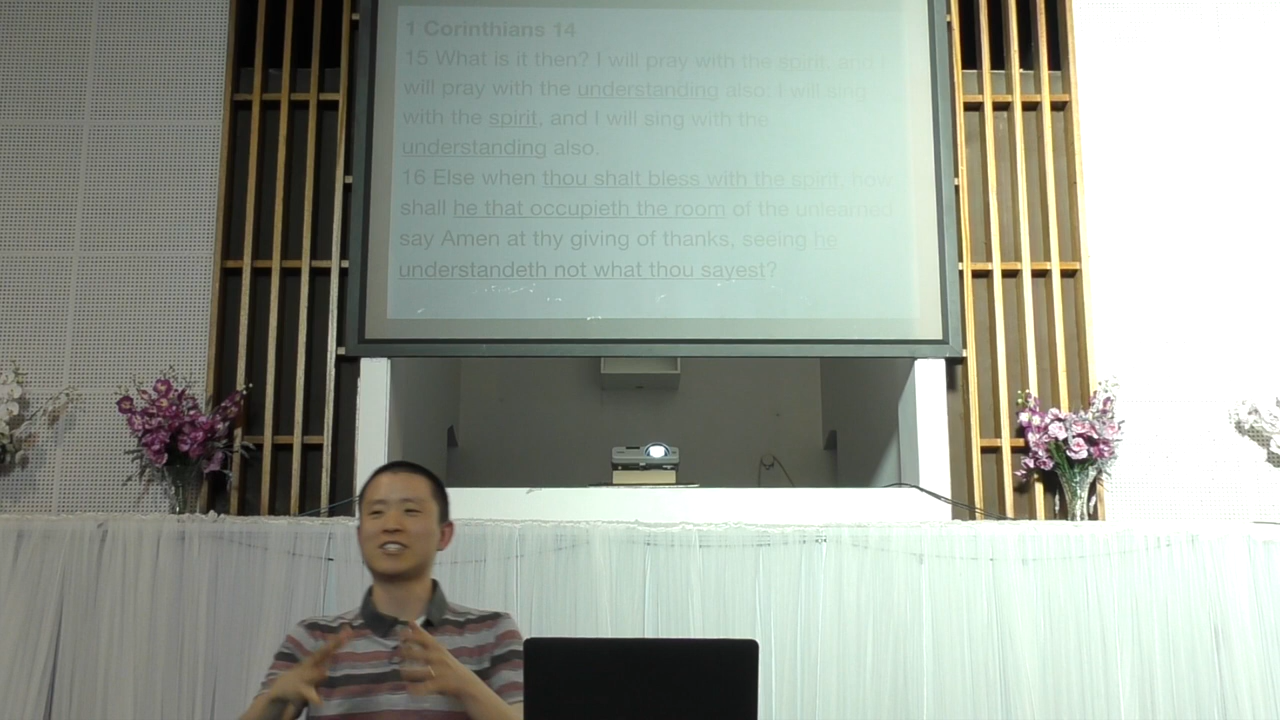 1 Corinthians 14
15 What is it then? I will pray with the spirit, and I
will pray with the understanding also: I will sing
with the spirit, and I will sing with the
understanding also.
16 Else when thou shalt bless with the spirit, how
shall he that occupieth the room of the unlearned
say Amen at thy giving of thanks, seeing he
understandeth not what thou sayest?